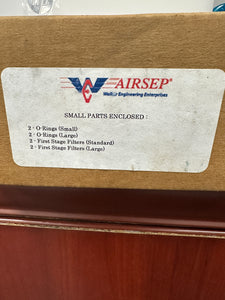 AIRSEP®
Engineering Enterprises
SMALL PARTS ENCLOSED :
2 - O-Rings (Small)
2 - O-Rings (Large)
2 - First Stage Filters (Standard)
2 - First Stage Filters (Large)